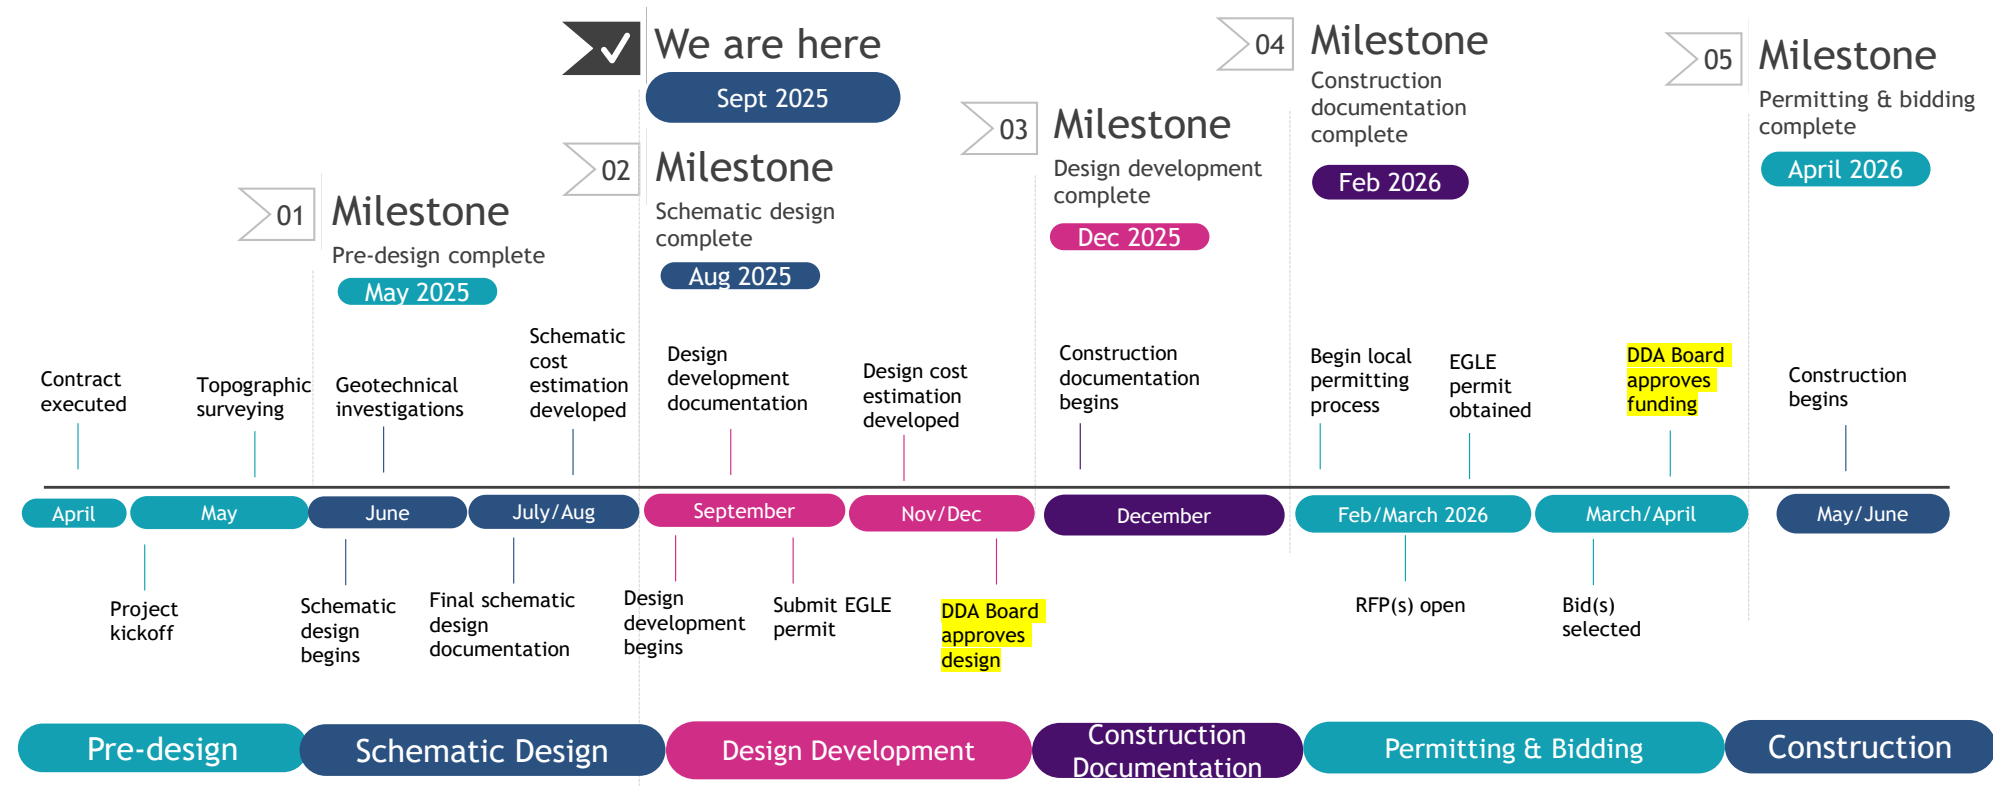 We are here
Sept 2025
01
Milestone
Pre-design complete
May 2025
02
Milestone
Schematic design
complete
Aug 2025
03
Milestone
Design development
complete
Dec 2025
04
Milestone
Construction
documentation
complete
Feb 2026
05
Milestone
Permitting & bidding
complete
April 2026
Contract
executed
Topographic
surveying
Geotechnical
investigations
Schematic
cost
estimation
developed
Design
development
documentation
Design cost
estimation
developed
Construction
documentation
begins
Begin local
permitting
process
EGLE
permit
obtained
DDA Board
approves
funding
Construction
begins
April
May
June
July/Aug
September
Nov/Dec
December
Feb/March 2026
March/April
May/June
Project
kickoff
Schematic
design
begins
Final schematic
design
documentation
Design
development
begins
Submit EGLE
permit
DDA Board
approves
design
RFP(s) open
Bid(s)
selected
Pre-design
Schematic Design
Design Development
Construction
Documentation
Permitting & Bidding
Construction